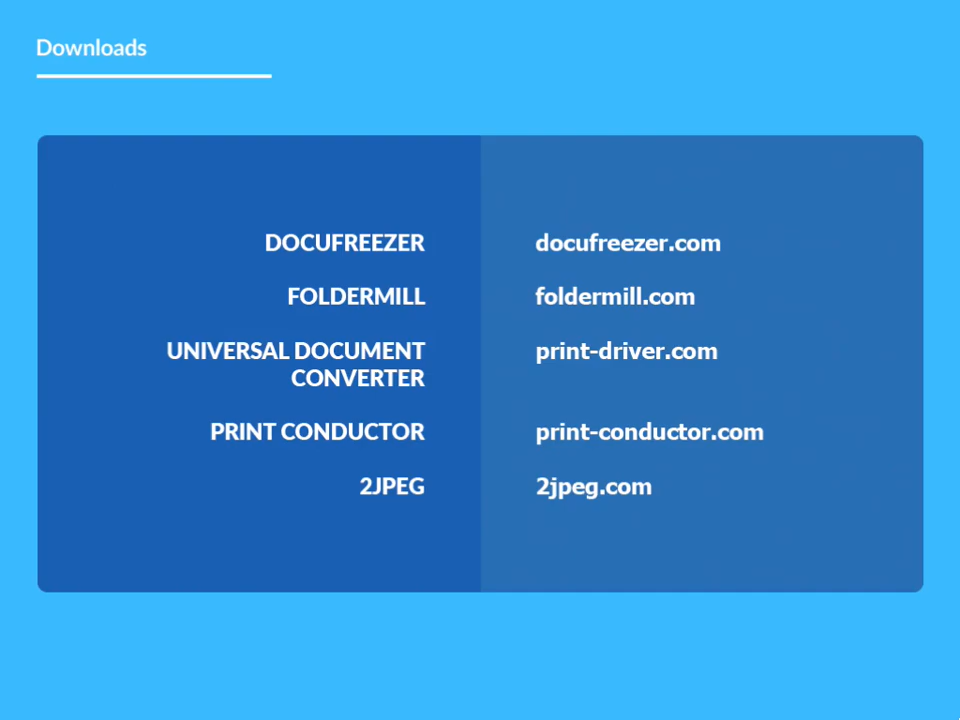 Downloads
DOCUFREEZER docufreezer.com
FOLDERMILL foldermill.com
UNIVERSAL DOCUMENT print-driver.com
CONVERTER
PRINT CONDUCTOR print-conductor.com
2JPEG 2jpeg.com